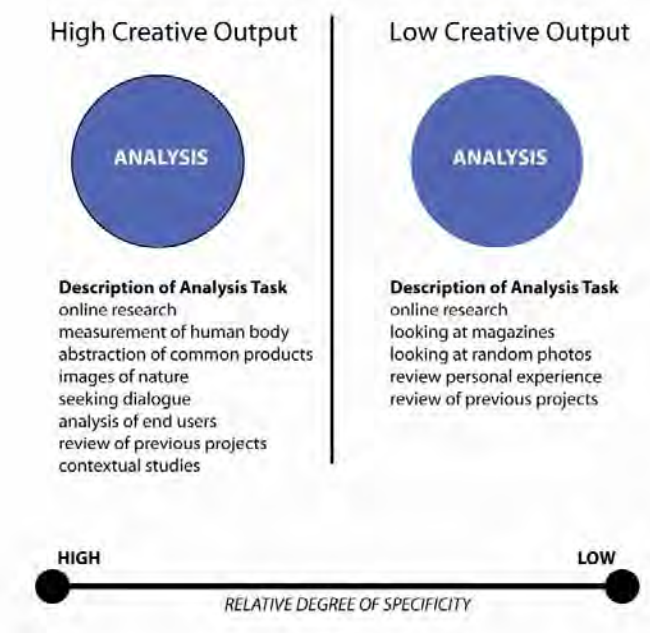 High Creative Output
ANALYSIS
Description of Analysis Task
online research
measurement of human body
abstraction of common products
images of nature
seeking dialogue
analysis of end users
review of previous projects
contextual studies
Low Creative Output
ANALYSIS
Description of Analysis Task
online research
looking at magazines
looking at random photos
review personal experience
review of previous projects
HIGH
LOW
RELATIVE DEGREE OF SPECIFICITY